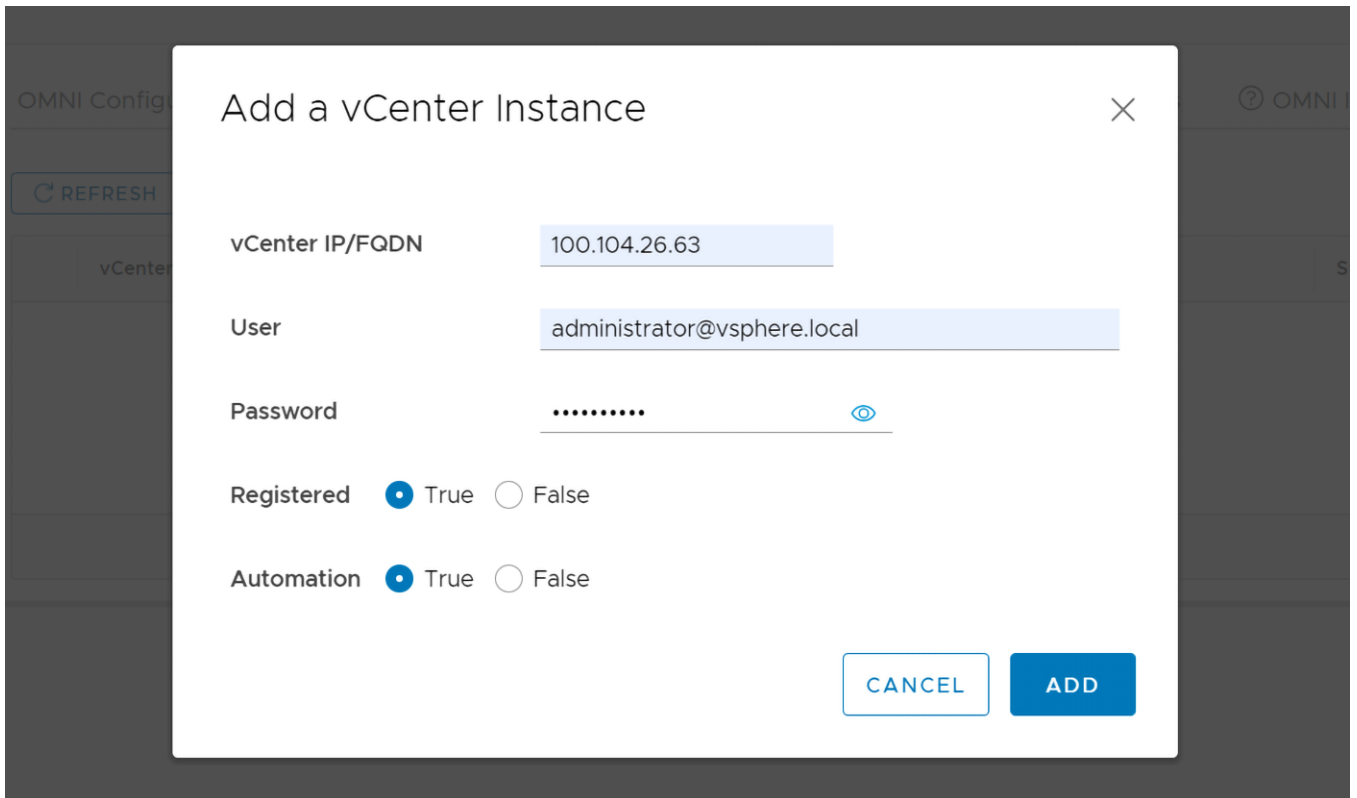 OMNI Config
OMNI
REFRESH
vCenter
S
Add a vCenter Instance
vCenter IP/FQDN
100.104.26.63
User
administrator@vsphere.local
Password
••••••••••
Registered
True
False
Automation
True
False
CANCEL
ADD